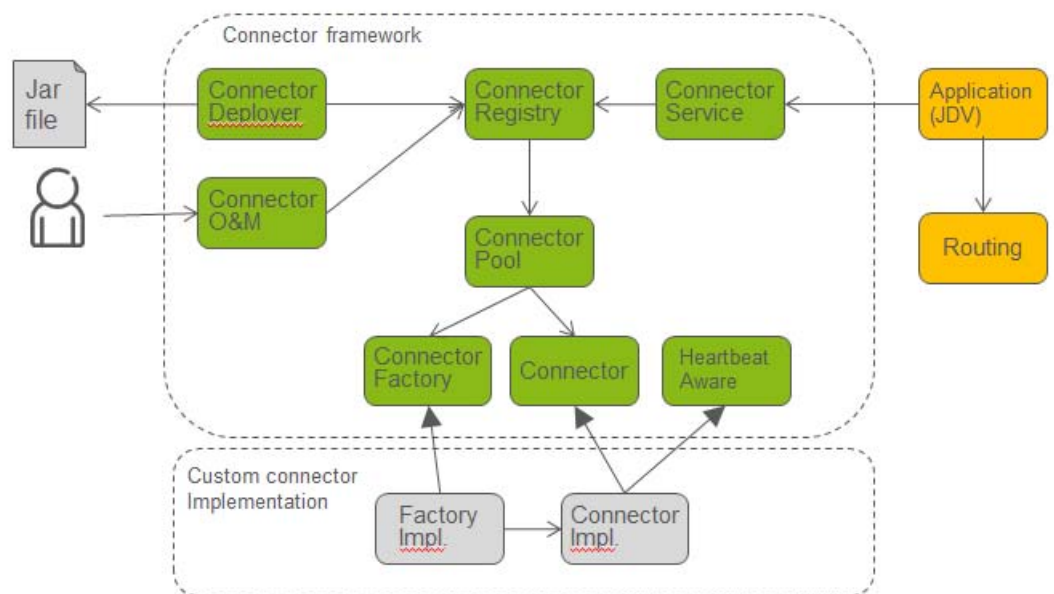 Connector framework
Jar
file
Connector
Deployer
Connector
Registry
Connector
Service
Application
(JDV)
Connector
O&M
Connector
Pool
Routing
Connector
Factory
Connector
Heartbeat
Aware
Custom connector
Implementation
Factory
Impl.
Connector
Impl.